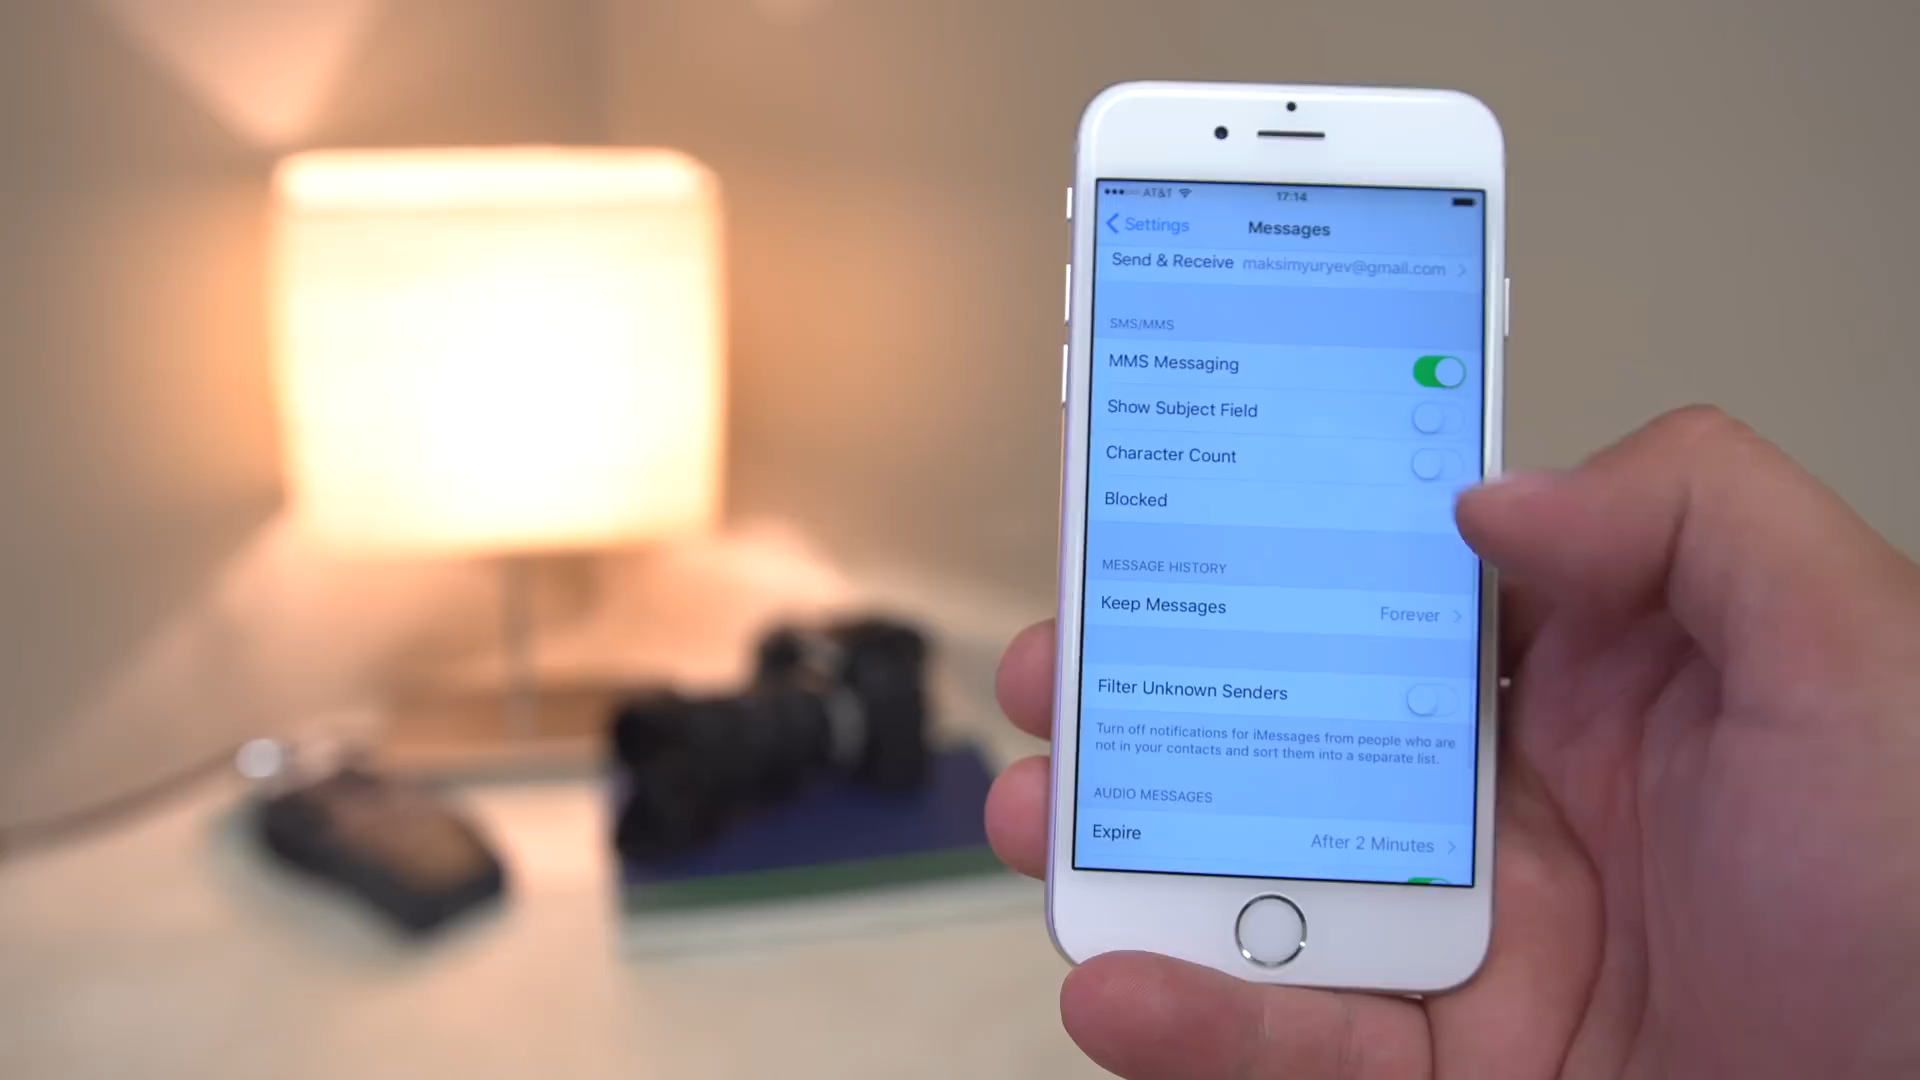 AT&T 17:14
Settings Messages
Send & Receive maksimyuryev@gmail.com
SMS/MMS
MMS Messaging
Show Subject Field
Character Count
Blocked
MESSAGE HISTORY
Keep Messages Forever
Filter Unknown Senders
Turn off notifications for iMessages from people who are
not in your contacts and sort them into a separate list.
AUDIO MESSAGES
Expire After 2 Minutes